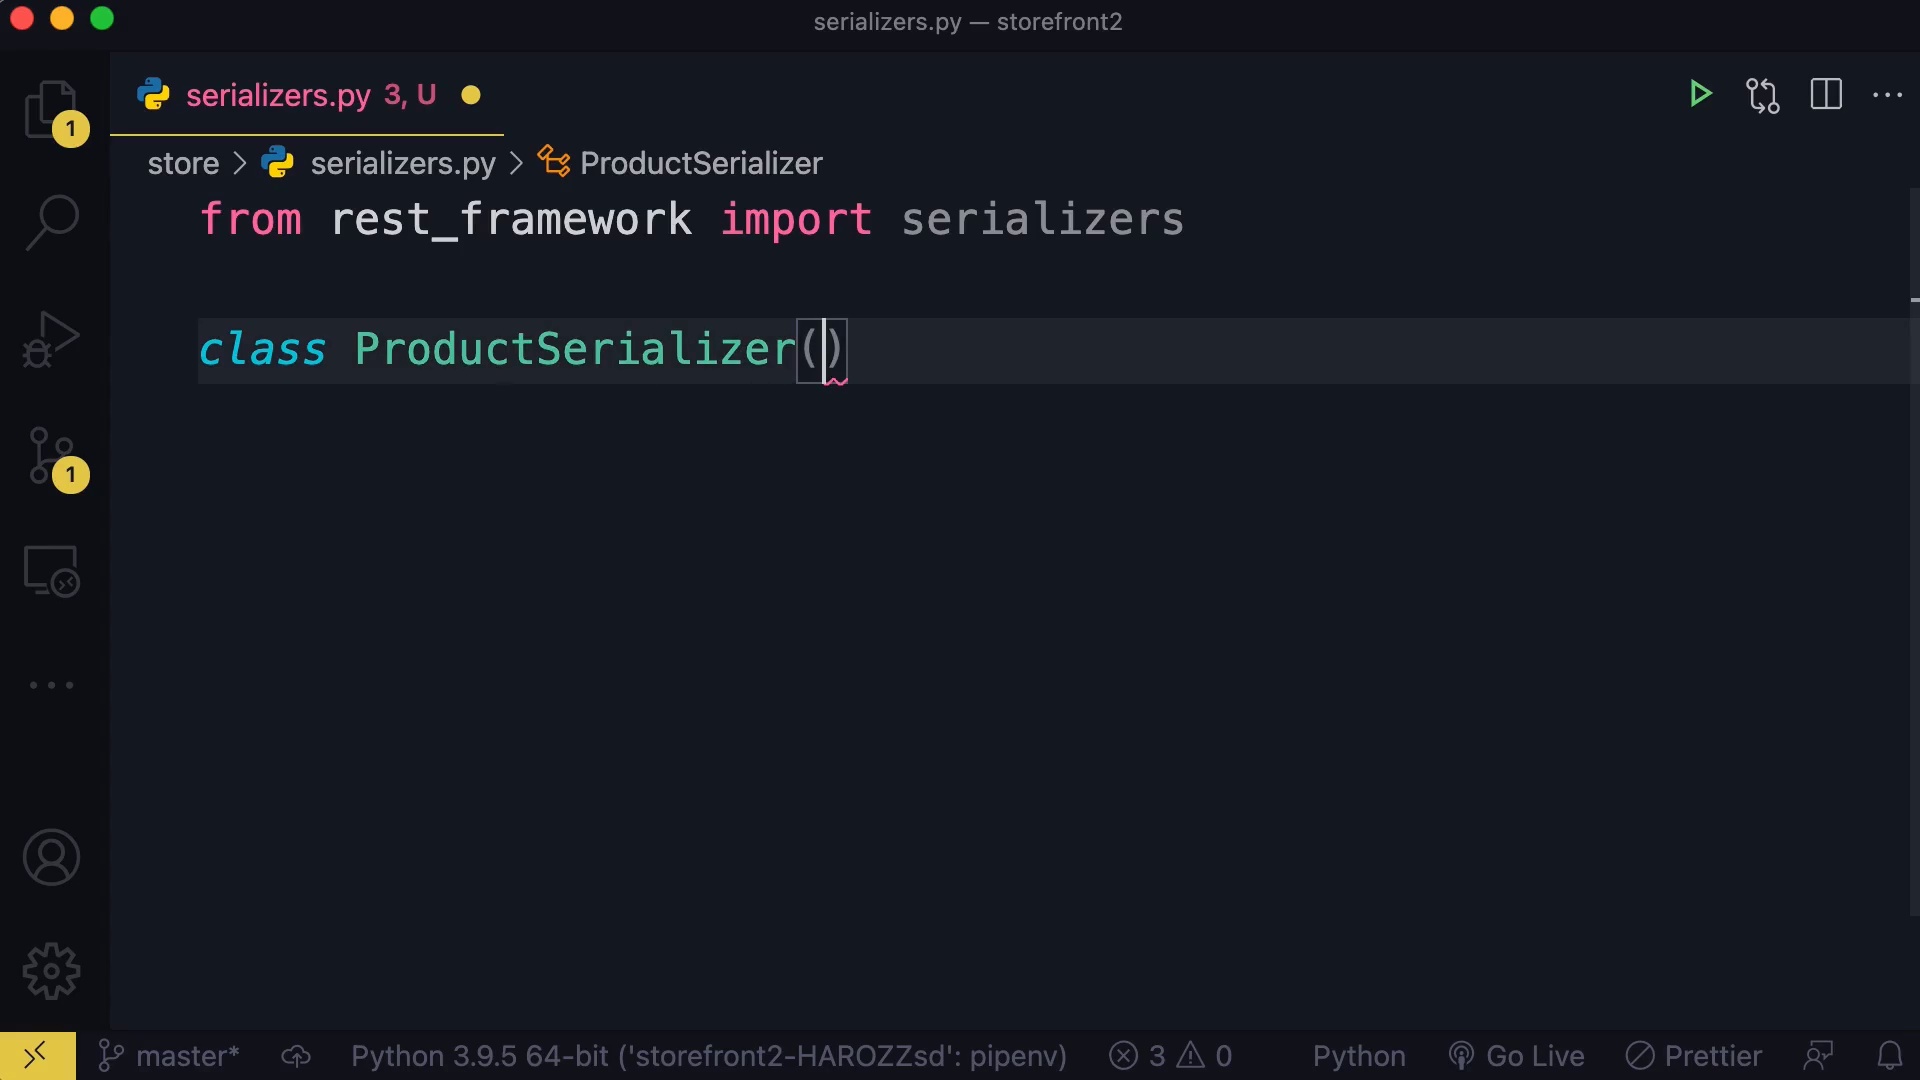 serializers.py — storefront2
serializers.py 3, U
store > serializers.py > ProductSerializer
from rest_framework import serializers
class ProductSerializer()
1
1
master*
Python 3.9.5 64-bit ('storefront2-HAROZZsd': pipenv)
3
0
Python
Go Live
Prettier